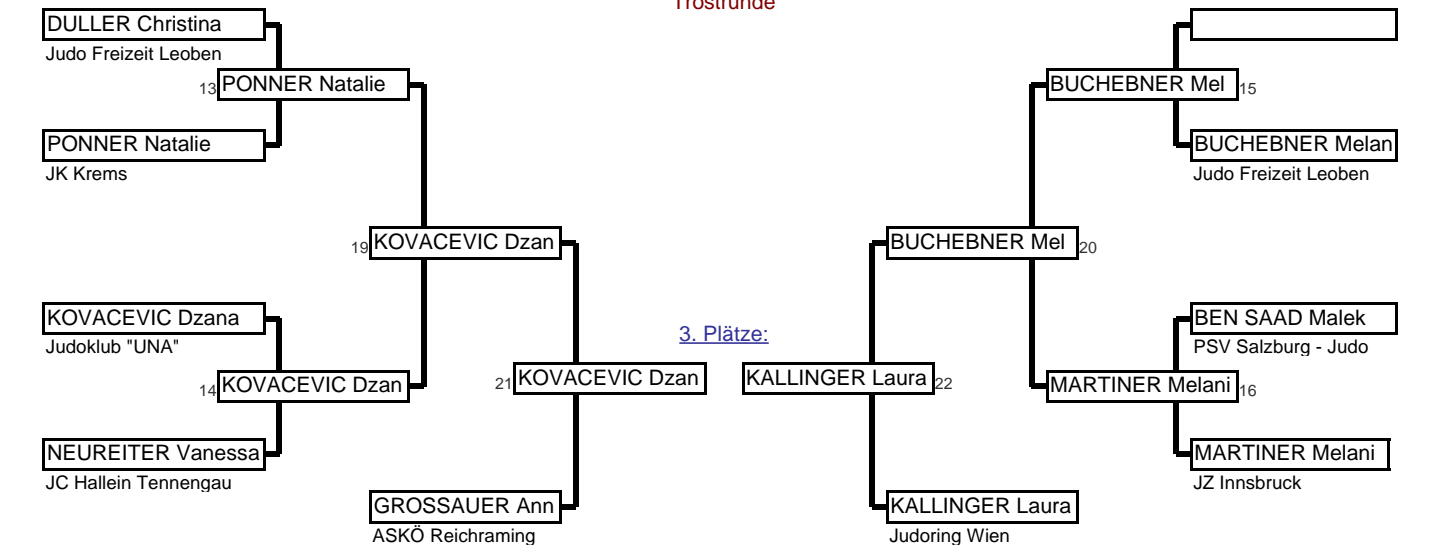 Trostrunde
DULLER Christina
Judo Freizeit Leoben
13 PONNER Natalie
BUCHEBNER Mel 15
PONNER Natalie
JK Krems
BUCHEBNER Melan
Judo Freizeit Leoben
19 KOVACEVIC Dzan
BUCHEBNER Mel 20
KOVACEVIC Dzana
Judoklub "UNA"
3. Plätze:
BEN SAAD Malek
PSV Salzburg - Judo
14 KOVACEVIC Dzan
21 KOVACEVIC Dzan
KALLINGER Laura 22
MARTINER Melani 16
NEUREITER Vanessa
JC Hallein Tennengau
MARTINER Melani
JZ Innsbruck
GROSSAUER Ann
ASKÖ Reichraming
KALLINGER Laura
Judoring Wien